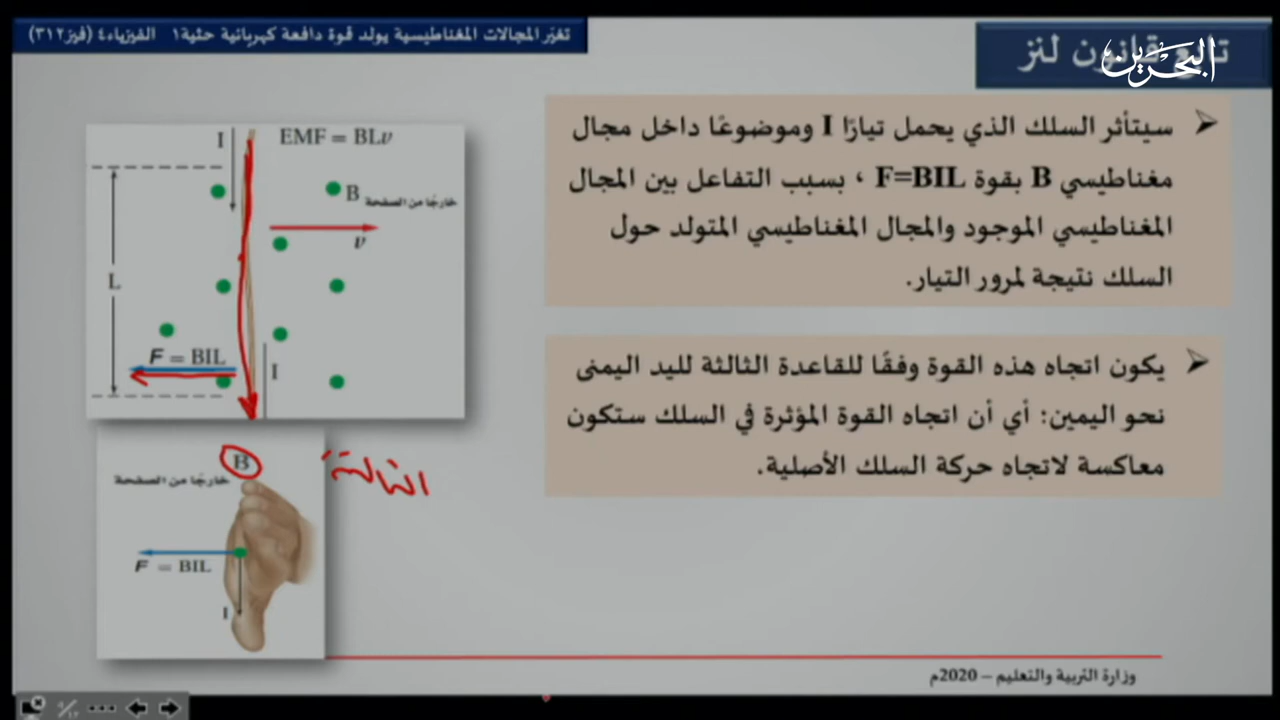 تغيّر المجالات المغناطيسية يولد قوة دافعة كهربائية حثية١ الفيزياء٤ (فيز٣١٢)
تابع قانون لنز
البحرين
سيتأثر السلك الذي يحمل تيارًا I وموضوعًا داخل مجال
مغناطيسي B بقوة F=BIL ، بسبب التفاعل بين المجال
المغناطيسي الموجود والمجال المغناطيسي المتولد حول
السلك نتيجة لمرور التيار.
يكون اتجاه هذه القوة وفقًا للقاعدة الثالثة لليد اليمنى
نحو اليمين: أي أن اتجاه القوة المؤثرة في السلك ستكون
معاكسة لاتجاه حركة السلك الأصلية.
I
EMF = BLv
B خارجًا من الصفحة
v
L
F = BIL
I
B
خارجًا من الصفحة
الثالثة
F = BIL
I
وزارة التربية والتعليم – 2020م